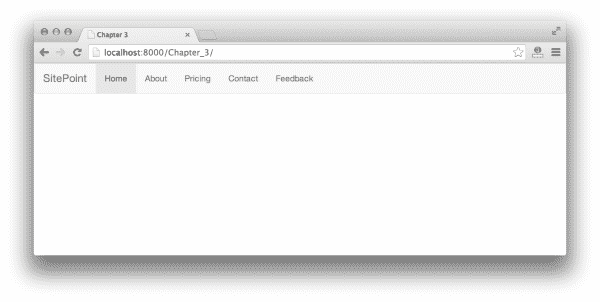 Chapter 3
localhost:8000/Chapter_3/
SitePoint Home About Pricing Contact Feedback